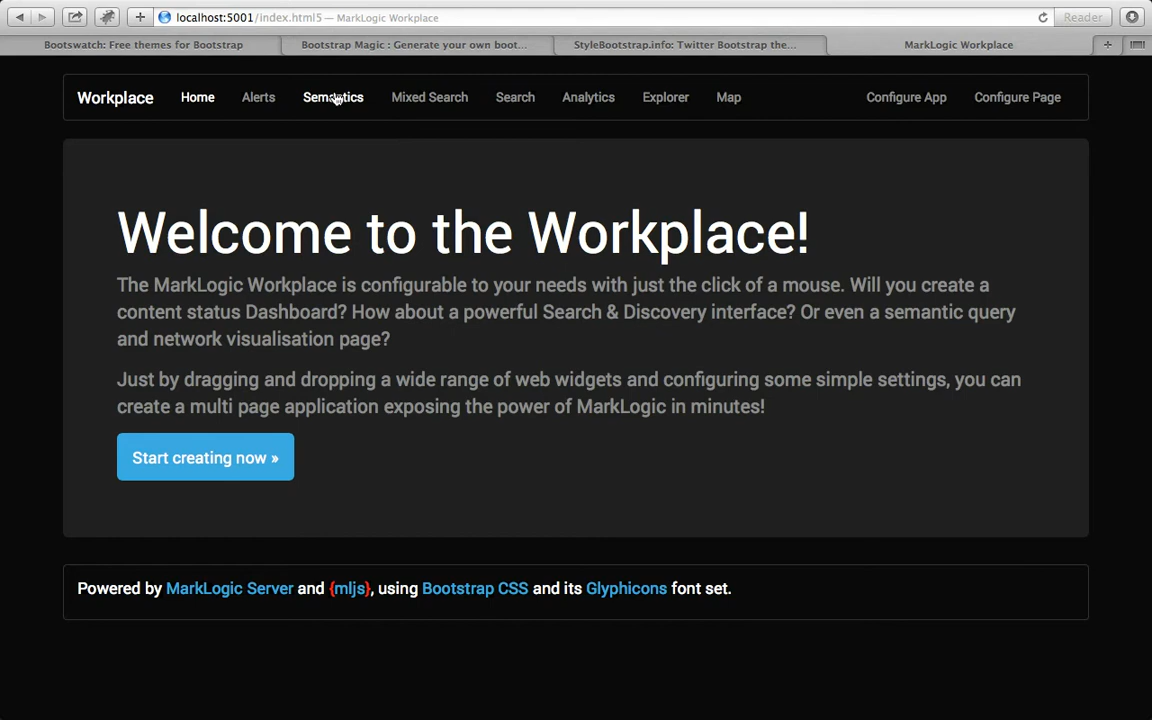 localhost:5001/index.html5 — MarkLogic Workplace
Reader
Bootswatch: Free themes for Bootstrap
Bootstrap Magic : Generate your own boot...
StyleBootstrap.info: Twitter Bootstrap the...
MarkLogic Workplace
Workplace Home Alerts Semantics Mixed Search Search Analytics Explorer Map Configure App Configure Page
Welcome to the Workplace!
The MarkLogic Workplace is configurable to your needs with just the click of a mouse. Will you create a
content status Dashboard? How about a powerful Search & Discovery interface? Or even a semantic query
and network visualisation page?
Just by dragging and dropping a wide range of web widgets and configuring some simple settings, you can
create a multi page application exposing the power of MarkLogic in minutes!
Start creating now »
Powered by MarkLogic Server and {mljs}, using Bootstrap CSS and its Glyphicons font set.